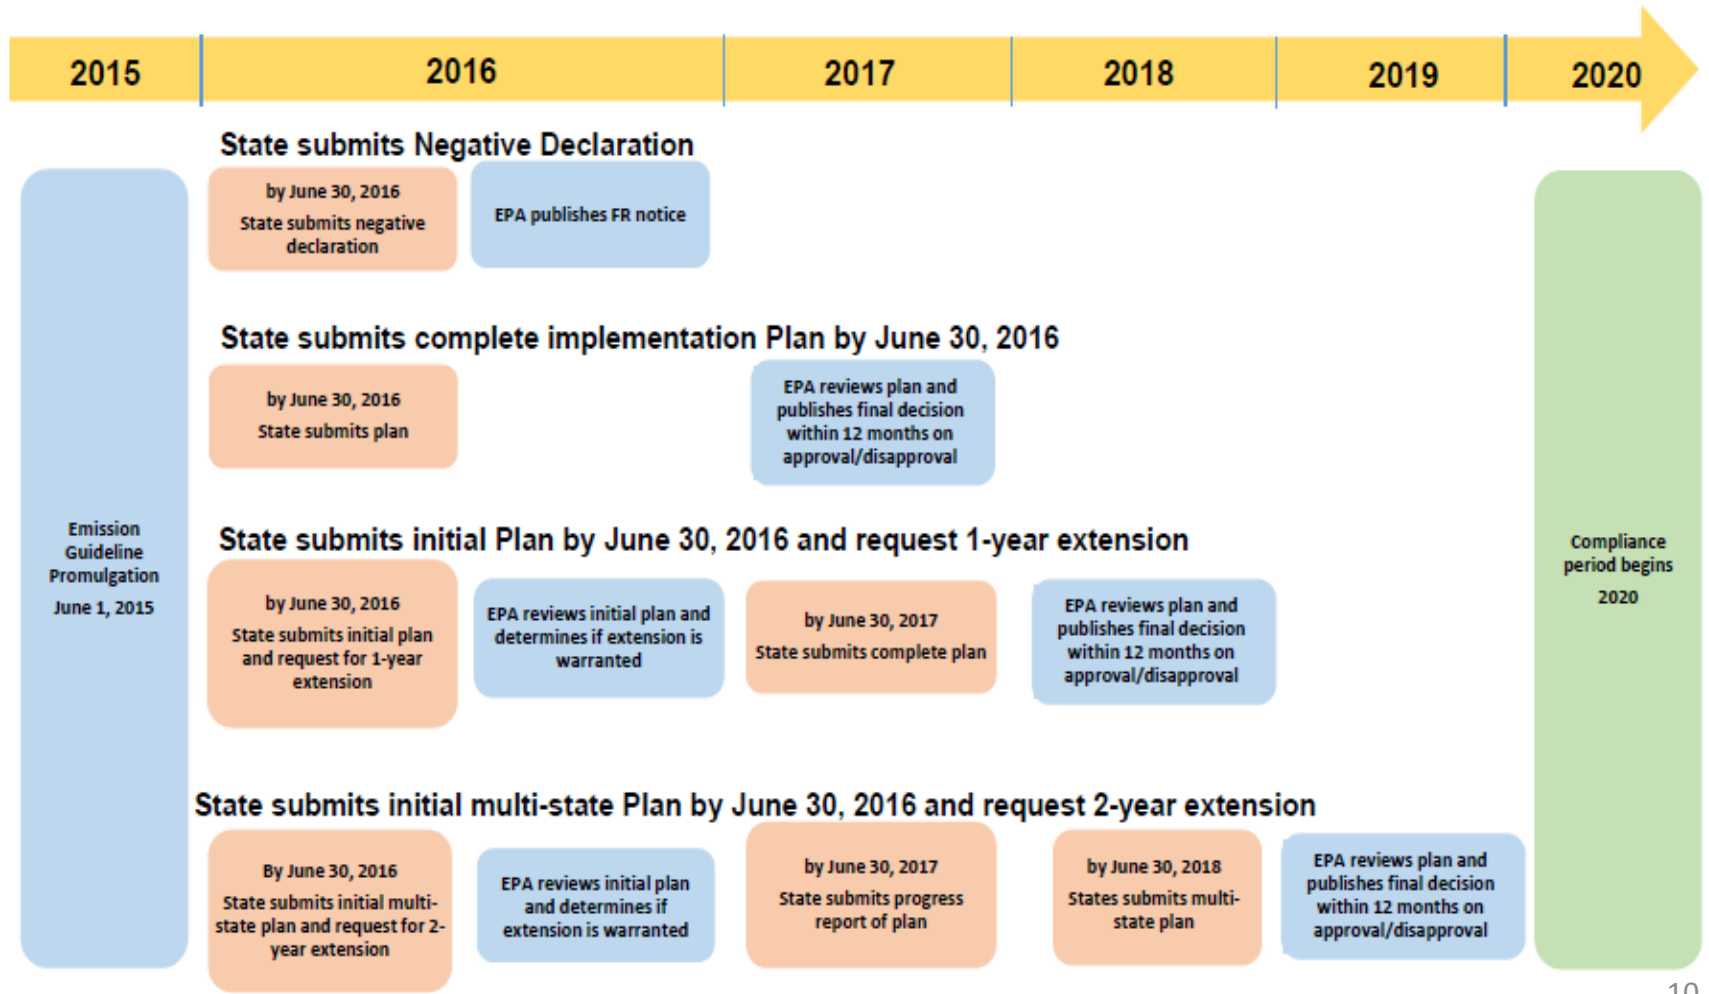 2015 2016 2017 2018 2019 2020
State submits Negative Declaration
by June 30, 2016
State submits negative
declaration
EPA publishes FR notice
State submits complete implementation Plan by June 30, 2016
by June 30, 2016
State submits plan
EPA reviews plan and
publishes final decision
within 12 months on
approval/disapproval
Emission
Guideline
Promulgation
June 1, 2015
State submits initial Plan by June 30, 2016 and request 1-year extension
by June 30, 2016
State submits initial plan
and request for 1-year
extension
EPA reviews initial plan and
determines if extension is
warranted
by June 30, 2017
State submits complete plan
EPA reviews plan and
publishes final decision
within 12 months on
approval/disapproval
Compliance
period begins
2020
State submits initial multi-state Plan by June 30, 2016 and request 2-year extension
By June 30, 2016
State submits initial multi-
state plan and request for 2-
year extension
EPA reviews initial plan
and determines if
extension is warranted
by June 30, 2017
State submits progress
report of plan
by June 30, 2018
States submits multi-
state plan
EPA reviews plan and
publishes final decision
within 12 months on
approval/disapproval
10